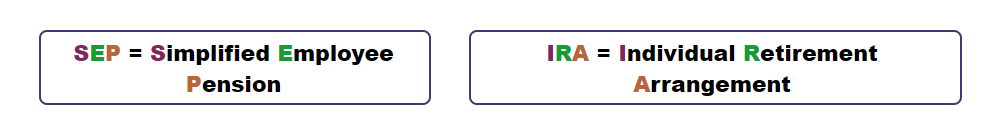 SEP = Simplified Employee
Pension
IRA = Individual Retirement
Arrangement